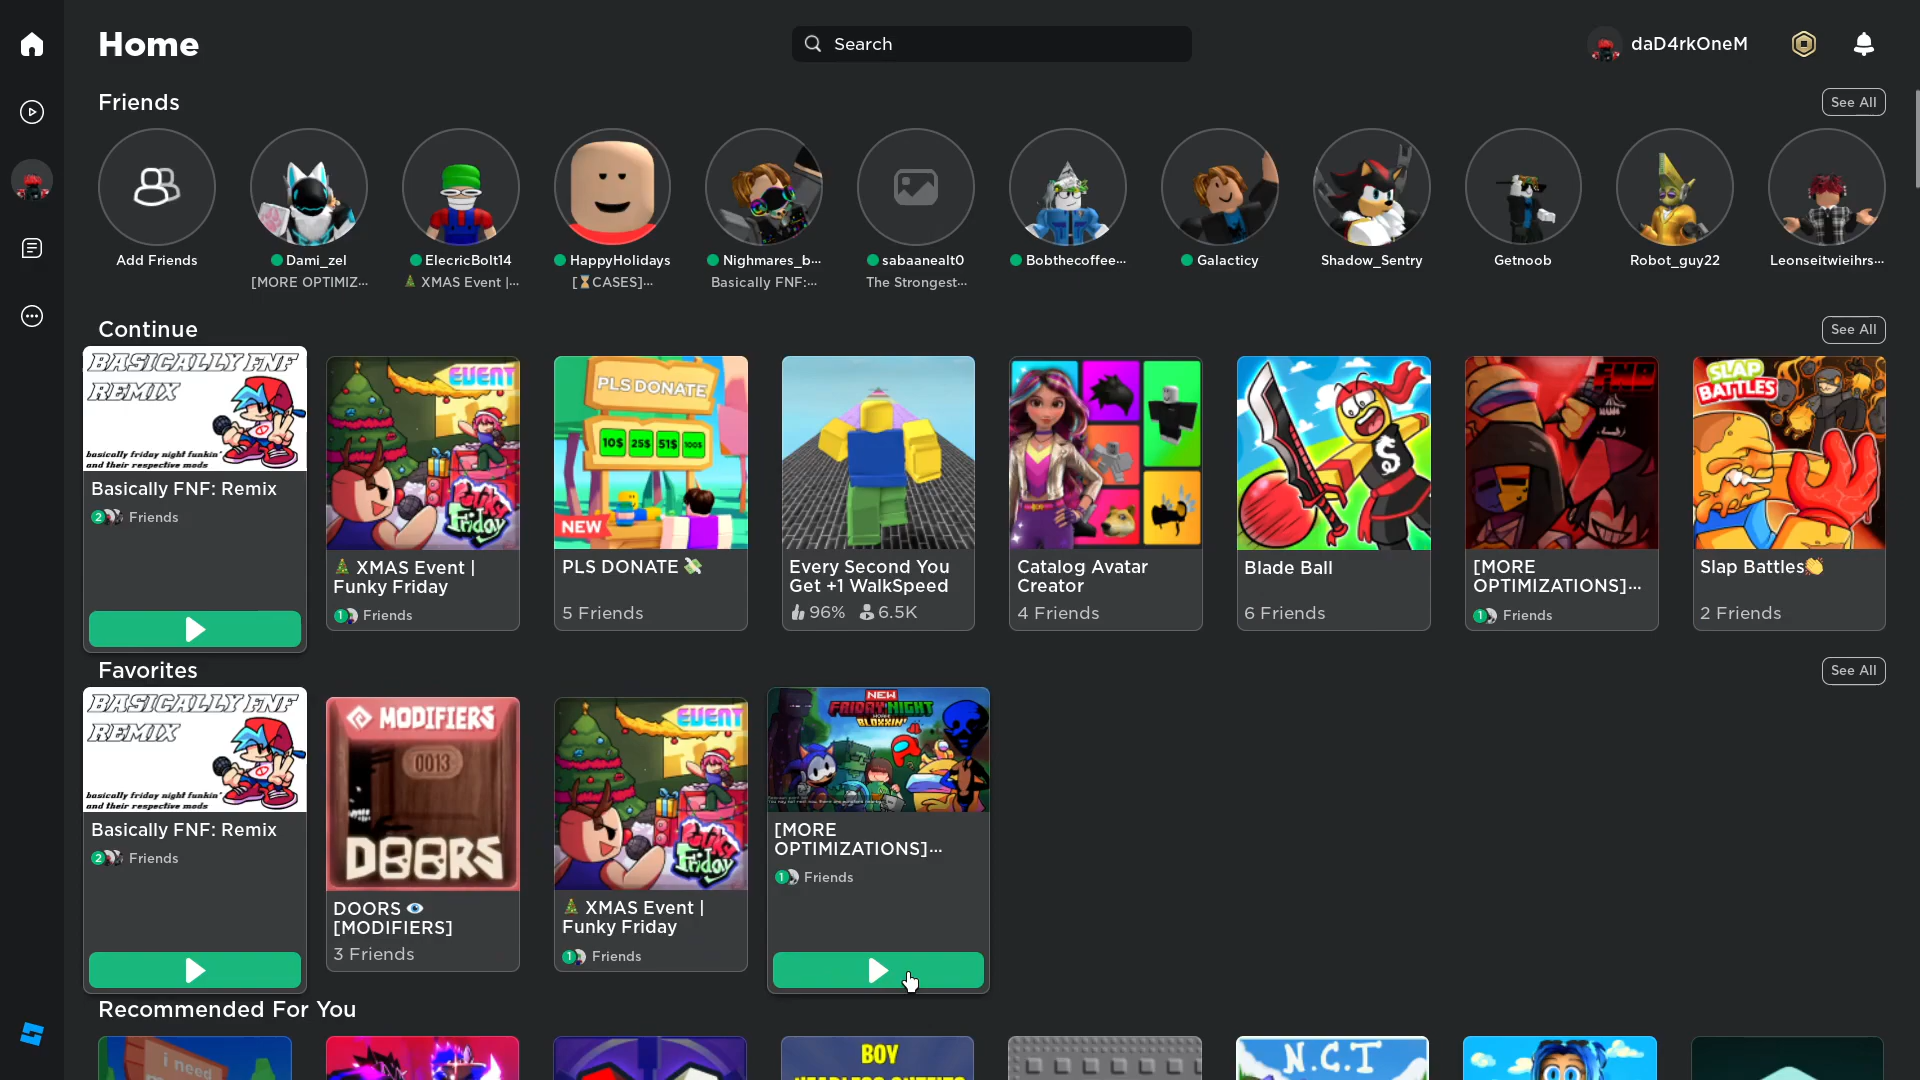 Home
Search
daD4rkOneM
Friends
See All
Add Friends
Dami_zel
[MORE OPTIMIZ...
ElecricBolt14
XMAS Event |...
HappyHolidays
[⌛CASES]...
Nighmares_b...
Basically FNF:...
sabaanealt0
The Strongest...
Bobthecoffee...
Galacticy
Shadow_Sentry
Getnoob
Robot_guy22
Leonseitwieihrs...
Continue
See All
BASICALLY FNF
REMIX
basically friday night funkin'
and their respective mods
Basically FNF: Remix
2 Friends
EVENT
Funky
Friday
🎄 XMAS Event |
Funky Friday
1 Friends
PLS DONATE
10$ 25$ 51$ 100$
NEW
PLS DONATE 💸
5 Friends
Every Second You
Get +1 WalkSpeed
96% 6.5K
Catalog Avatar
Creator
4 Friends
$
Blade Ball
6 Friends
[MORE
OPTIMIZATIONS]...
1 Friends
SLAP
BATTLES
Slap Battles👏
2 Friends
Favorites
See All
BASICALLY FNF
REMIX
basically friday night funkin'
and their respective mods
Basically FNF: Remix
2 Friends
MODIFIERS
0013
DOORS
DOORS 👁
[MODIFIERS]
3 Friends
EVENT
Funky
Friday
🎄 XMAS Event |
Funky Friday
1 Friends
NEW
FRIDAY NIGHT
BLOXXIN'
[MORE
OPTIMIZATIONS]...
1 Friends
Recommended For You
i need
BOY
N.C.T